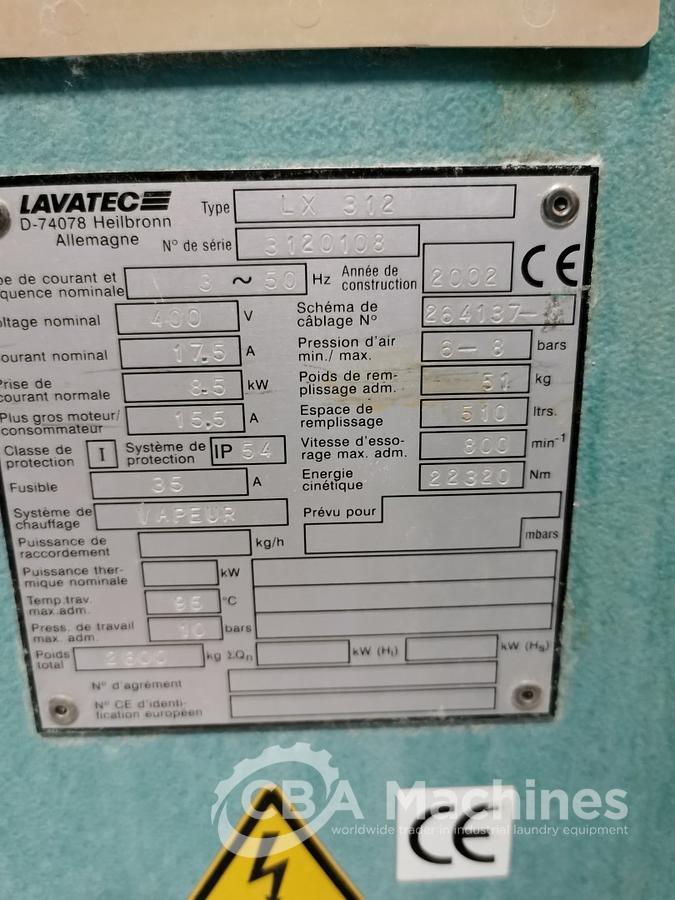 LAVATEC
D-74078 Heilbronn
Allemagne
Type LX 312
N° de série 3120108
pe de courant et
quence nominale 3 ~ 50 Hz
Année de
construction 2002
CE
ltage nominal 400 V
Schéma de
câblage N° 264137-
ourant nominal 17.5 A
Pression d'air
min./ max. 6-8 bars
Prise de
ourant normale 8.5 kW
Poids de rem-
plissage adm. 51 kg
Plus gros moteur/
consommateur 15.5 A
Espace de
remplissage 510 ltrs.
Classe de
protection I
Système de
protection IP 54
Vitesse d'esso-
rage max. adm. 800 min-1
Fusible 35 A
Energie
cinétique 22320 Nm
Système de
chauffage VAPEUR
Prévu pour
mbars
Puissance de
raccordement kg/h
Puissance ther-
mique nominale kW
Temp.trav.
max.adm. 95 °C
Press. de travail
max. adm. 10 bars
Poids
total 2600 kg ΣQn kW (Hi) kW (Hs)
N° d'agrément
N° CE d'identi-
fication européen
CBA Machines
worldwide trader in industrial laundry equipment
CE